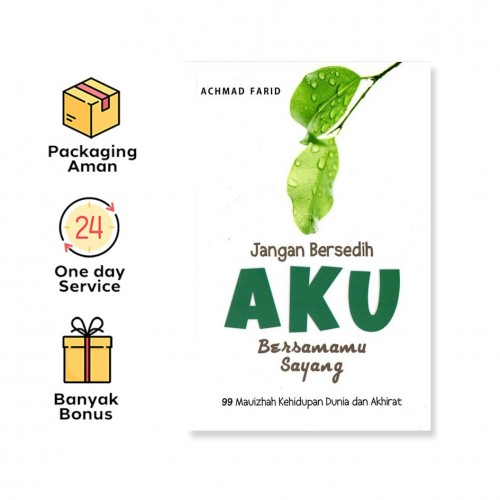 Packaging
Aman
24
One day
Service
Banyak
Bonus
ACHMAD FARID
Jangan Bersedih
AKU
Bersamamu
Sayang
99 Mauizhah Kehidupan Dunia dan Akhirat